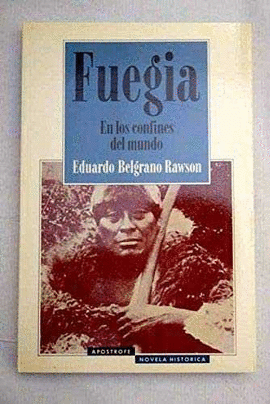 Fuegia
En los confines
del mundo
Eduardo Belgrano Rawson
APOSTROFE
NOVELA HISTORICA